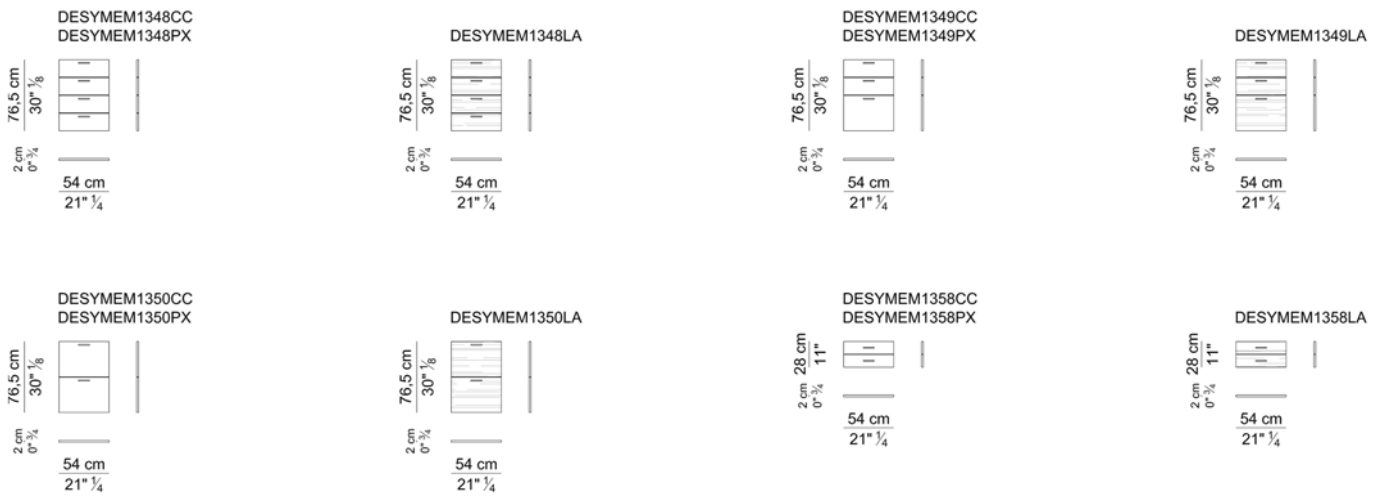 DESYMEM1348CC
DESYMEM1348PX
76,5 cm
30" 1/8
2 cm
0" 3/4
54 cm
21" 1/4
DESYMEM1348LA
76,5 cm
30" 1/8
2 cm
0" 3/4
54 cm
21" 1/4
DESYMEM1349CC
DESYMEM1349PX
76,5 cm
30" 1/8
2 cm
0" 3/4
54 cm
21" 1/4
DESYMEM1349LA
76,5 cm
30" 1/8
2 cm
0" 3/4
54 cm
21" 1/4
DESYMEM1350CC
DESYMEM1350PX
76,5 cm
30" 1/8
2 cm
0" 3/4
54 cm
21" 1/4
DESYMEM1350LA
76,5 cm
30" 1/8
2 cm
0" 3/4
54 cm
21" 1/4
DESYMEM1358CC
DESYMEM1358PX
28 cm
11"
2 cm
0" 3/4
54 cm
21" 1/4
DESYMEM1358LA
28 cm
11"
2 cm
0" 3/4
54 cm
21" 1/4